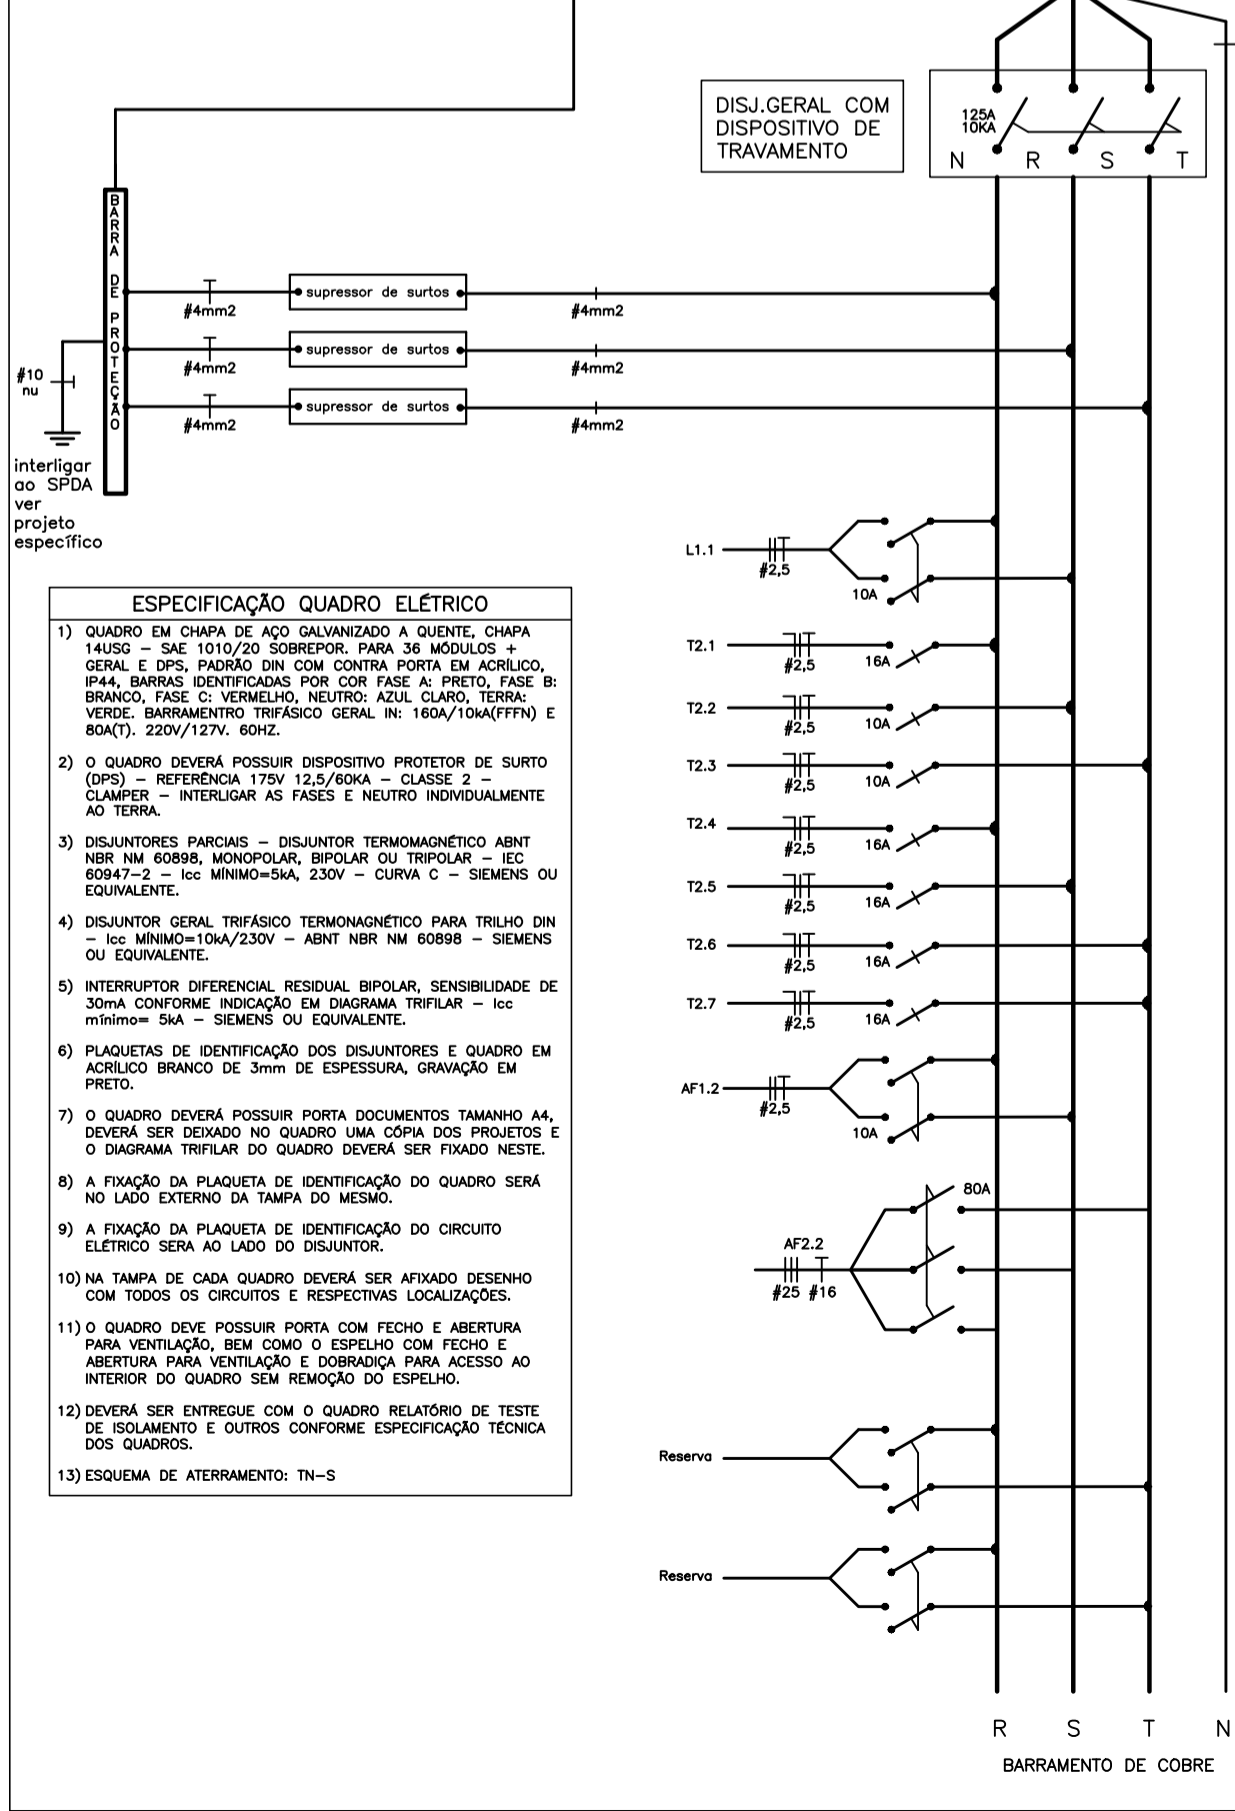 DISJ.GERAL COM
DISPOSITIVO DE
TRAVAMENTO
125A
10KA
N R S T
BARRA DE PROTEÇÃO
supressor de surtos
#4mm2
#4mm2
supressor de surtos
#4mm2
#4mm2
supressor de surtos
#4mm2
#4mm2
#10
nu
interligar
ao SPDA
ver
projeto
específico
ESPECIFICAÇÃO QUADRO ELÉTRICO
1) QUADRO EM CHAPA DE AÇO GALVANIZADO A QUENTE, CHAPA
14USG – SAE 1010/20 SOBREPOR. PARA 36 MÓDULOS +
GERAL E DPS, PADRÃO DIN COM CONTRA PORTA EM ACRÍLICO,
IP44, BARRAS IDENTIFICADAS POR COR FASE A: PRETO, FASE B:
BRANCO, FASE C: VERMELHO, NEUTRO: AZUL CLARO, TERRA:
VERDE. BARRAMENTRO TRIFÁSICO GERAL IN: 160A/10kA(FFFN) E
80A(T). 220V/127V. 60HZ.
2) O QUADRO DEVERÁ POSSUIR DISPOSITIVO PROTETOR DE SURTO
(DPS) – REFERÊNCIA 175V 12,5/60KA – CLASSE 2 –
CLAMPER – INTERLIGAR AS FASES E NEUTRO INDIVIDUALMENTE
AO TERRA.
3) DISJUNTORES PARCIAIS – DISJUNTOR TERMOMAGNÉTICO ABNT
NBR NM 60898, MONOPOLAR, BIPOLAR OU TRIPOLAR – IEC
60947-2 – Icc MÍNIMO=5kA, 230V – CURVA C – SIEMENS OU
EQUIVALENTE.
4) DISJUNTOR GERAL TRIFÁSICO TERMONAGNÉTICO PARA TRILHO DIN
– Icc MÍNIMO=10kA/230V – ABNT NBR NM 60898 – SIEMENS
OU EQUIVALENTE.
5) INTERRUPTOR DIFERENCIAL RESIDUAL BIPOLAR, SENSIBILIDADE DE
30mA CONFORME INDICAÇÃO EM DIAGRAMA TRIFILAR – Icc
mínimo= 5kA – SIEMENS OU EQUIVALENTE.
6) PLAQUETAS DE IDENTIFICAÇÃO DOS DISJUNTORES E QUADRO EM
ACRÍLICO BRANCO DE 3mm DE ESPESSURA, GRAVAÇÃO EM
PRETO.
7) O QUADRO DEVERÁ POSSUIR PORTA DOCUMENTOS TAMANHO A4,
DEVERÁ SER DEIXADO NO QUADRO UMA CÓPIA DOS PROJETOS E
O DIAGRAMA TRIFILAR DO QUADRO DEVERÁ SER FIXADO NESTE.
8) A FIXAÇÃO DA PLAQUETA DE IDENTIFICAÇÃO DO QUADRO SERÁ
NO LADO EXTERNO DA TAMPA DO MESMO.
9) A FIXAÇÃO DA PLAQUETA DE IDENTIFICAÇÃO DO CIRCUITO
ELÉTRICO SERA AO LADO DO DISJUNTOR.
10) NA TAMPA DE CADA QUADRO DEVERÁ SER AFIXADO DESENHO
COM TODOS OS CIRCUITOS E RESPECTIVAS LOCALIZAÇÕES.
11) O QUADRO DEVE POSSUIR PORTA COM FECHO E ABERTURA
PARA VENTILAÇÃO, BEM COMO O ESPELHO COM FECHO E
ABERTURA PARA VENTILAÇÃO E DOBRADIÇA PARA ACESSO AO
INTERIOR DO QUADRO SEM REMOÇÃO DO ESPELHO.
12) DEVERÁ SER ENTREGUE COM O QUADRO RELATÓRIO DE TESTE
DE ISOLAMENTO E OUTROS CONFORME ESPECIFICAÇÃO TÉCNICA
DOS QUADROS.
13) ESQUEMA DE ATERRAMENTO: TN-S
L1.1
#2,5
10A
T2.1
#2,5
16A
T2.2
#2,5
10A
T2.3
#2,5
10A
T2.4
#2,5
16A
T2.5
#2,5
16A
T2.6
#2,5
16A
T2.7
#2,5
16A
AF1.2
#2,5
10A
80A
AF2.2
#25 #16
Reserva
Reserva
R S T N
BARRAMENTO DE COBRE